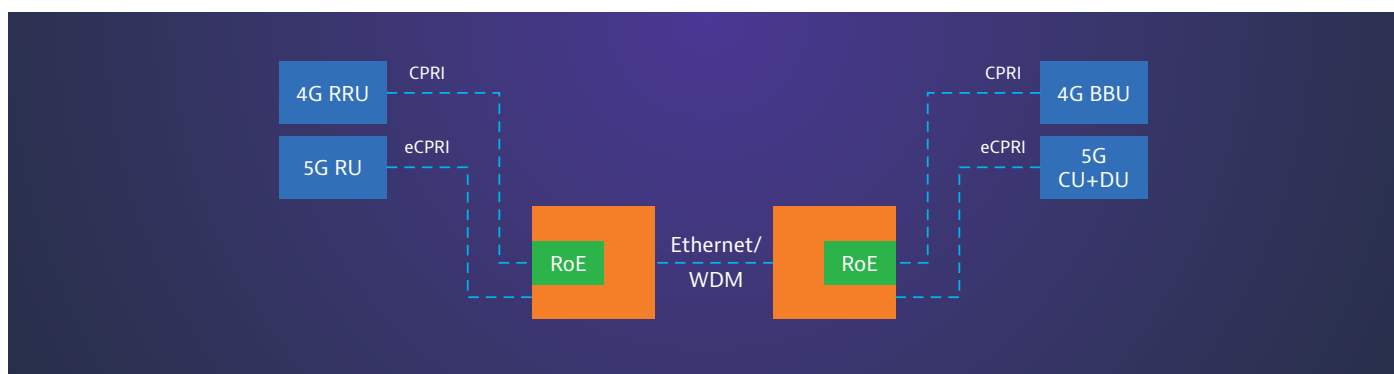 CPRI
4G RRU
eCPRI
5G RU
CPRI
4G BBU
eCPRI
5G
CU+DU
RoE
Ethernet/
WDM
RoE